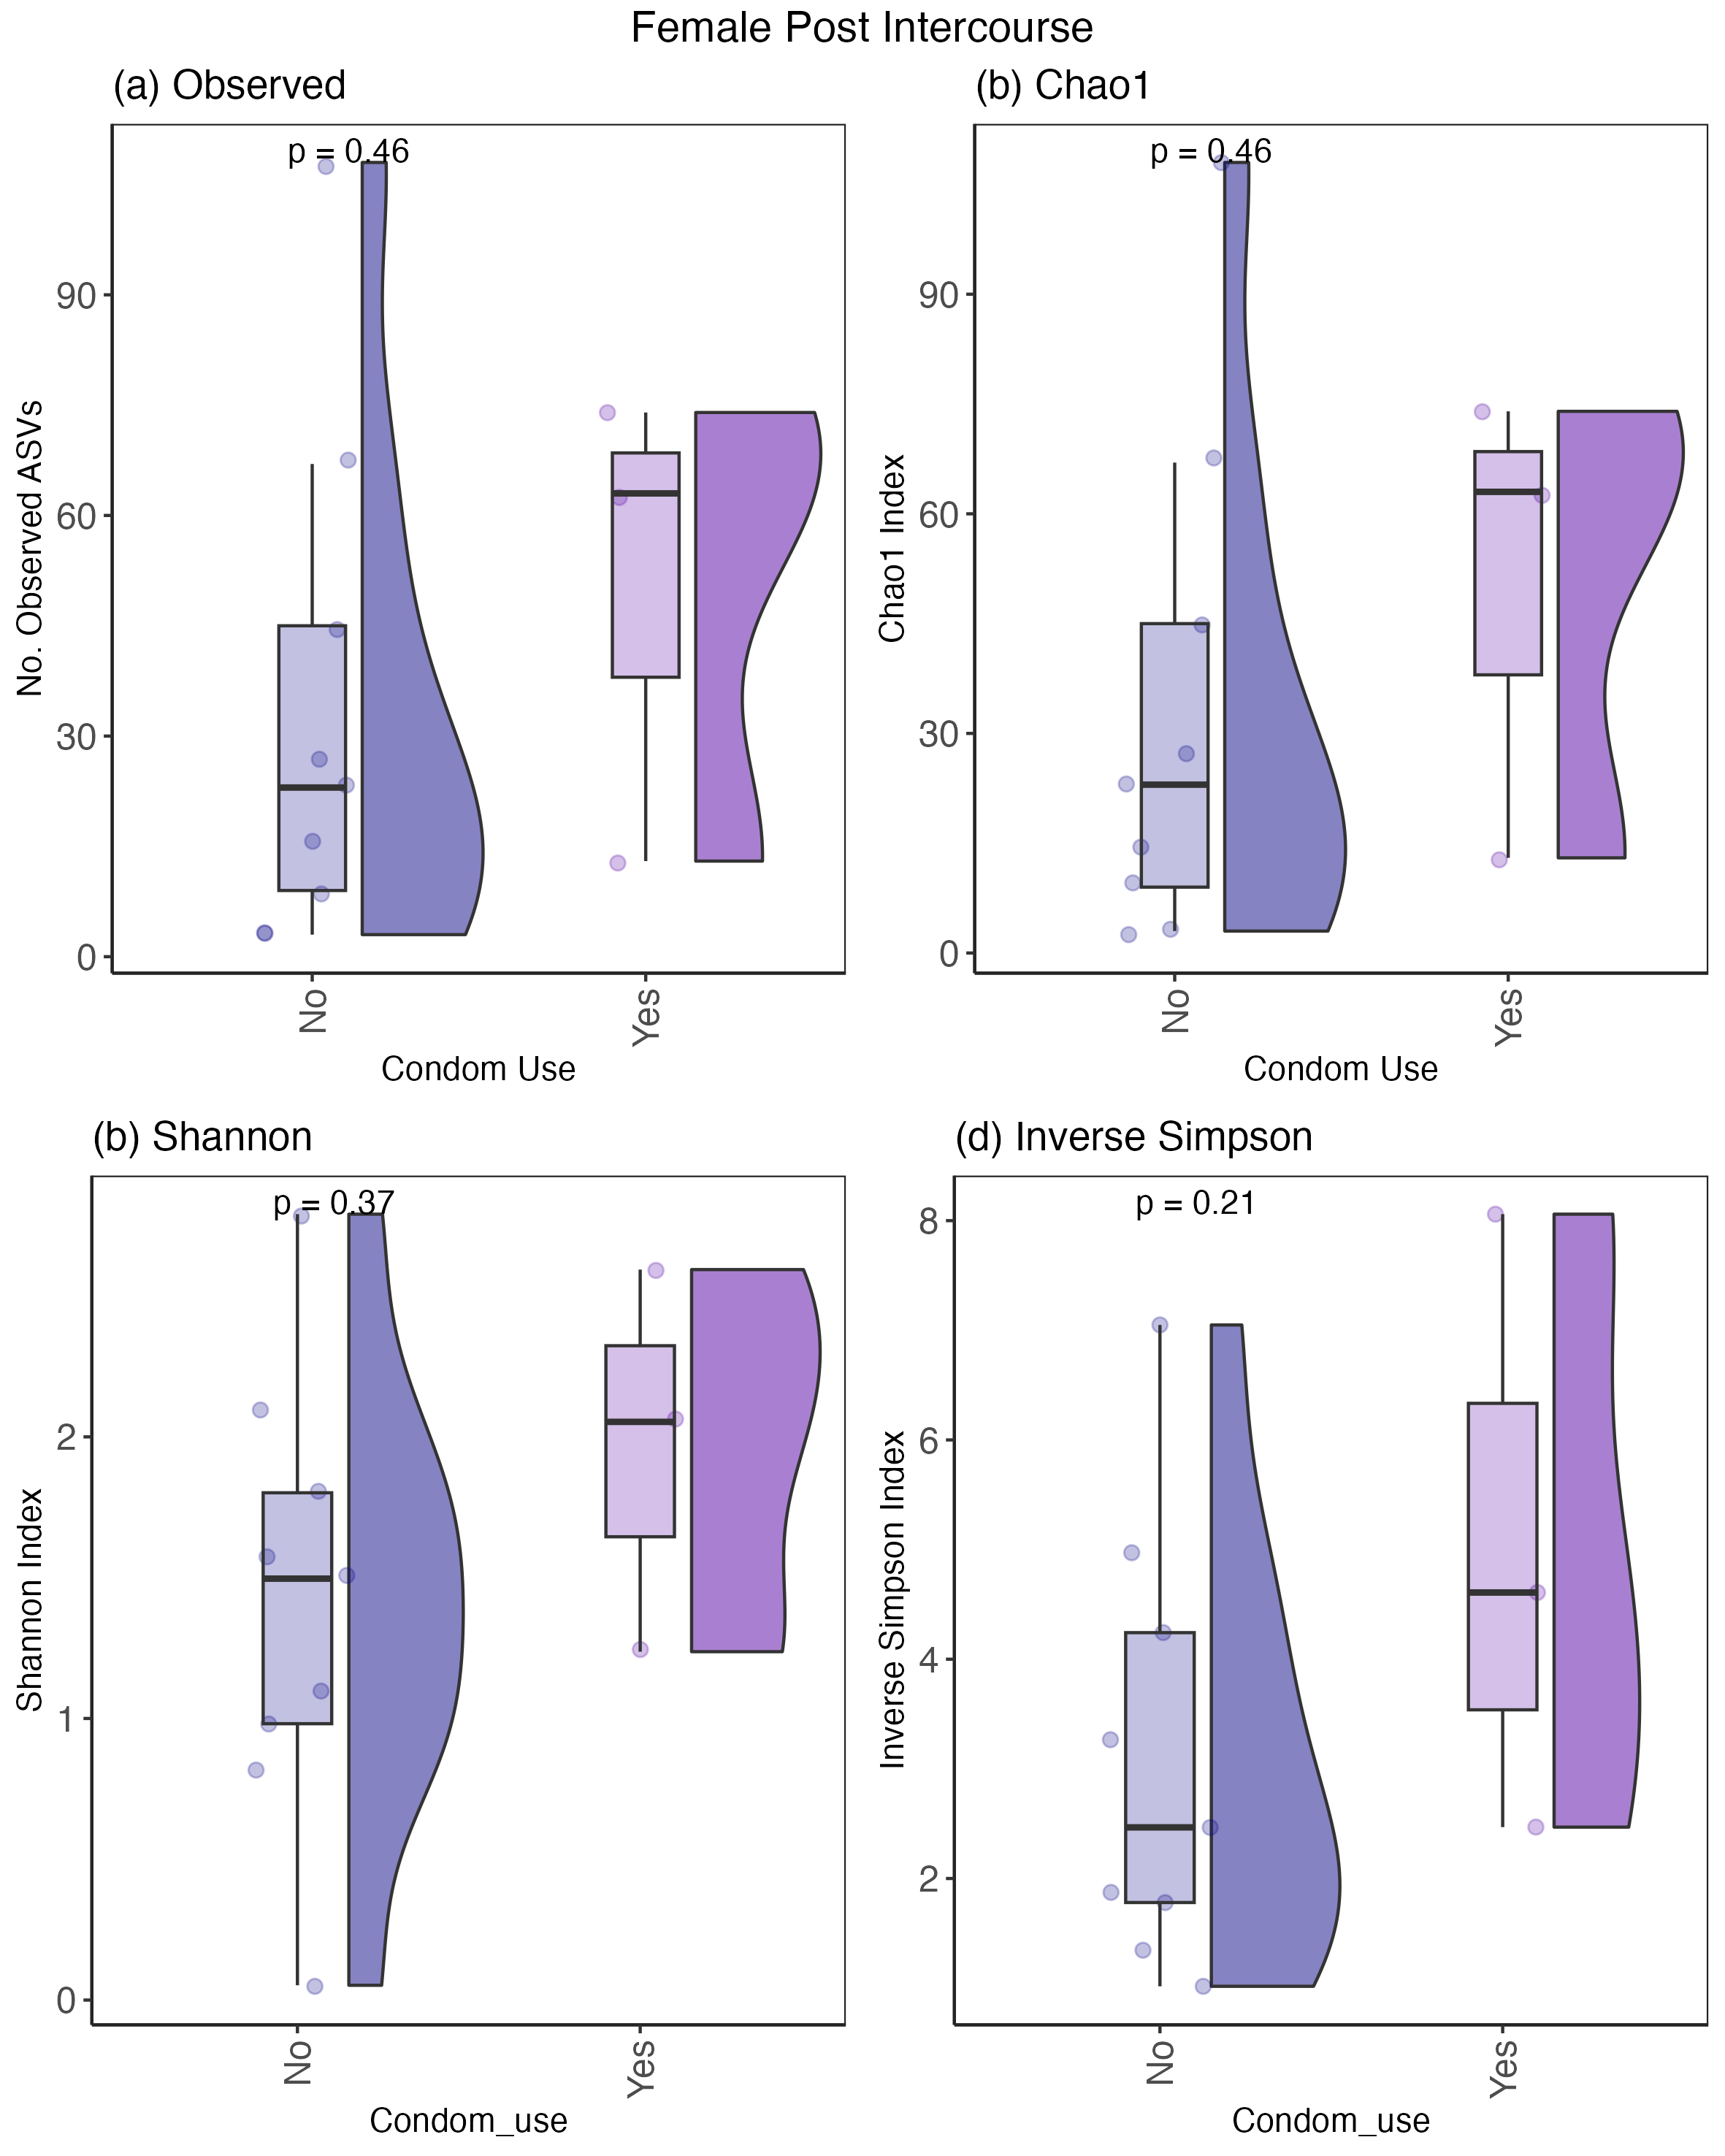 Female Post Intercourse
(a) Observed
p = 0.46
No. Observed ASVs
90
60
30
0
No
Yes
Condom Use
(b) Chao1
p = 0.46
Chao1 Index
90
60
30
0
No
Yes
Condom Use
(b) Shannon
p = 0.37
Shannon Index
2
1
0
No
Yes
Condom_use
(d) Inverse Simpson
p = 0.21
Inverse Simpson Index
8
6
4
2
No
Yes
Condom_use